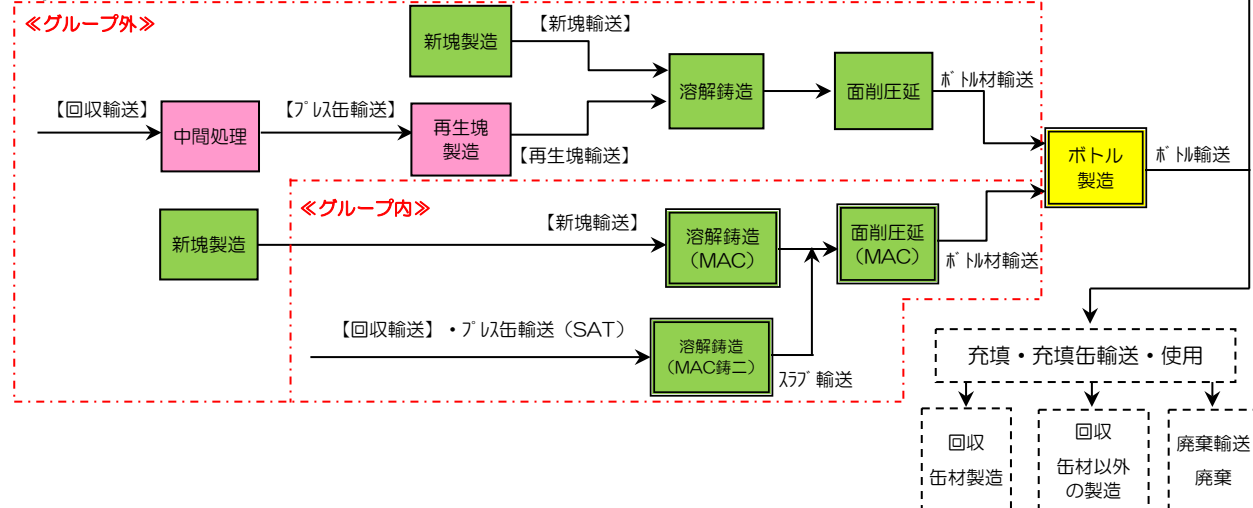 ≪グループ外≫
新塊製造
【新塊輸送】
溶解鋳造
面削圧延
ﾎﾞﾄﾙ材輸送
【回収輸送】
中間処理
【ﾌﾟﾚｽ缶輸送】
再生塊
製造
【再生塊輸送】
ボトル
製造
ﾎﾞﾄﾙ輸送
≪グループ内≫
新塊製造
【新塊輸送】
溶解鋳造
（MAC）
面削圧延
（MAC）
ﾎﾞﾄﾙ材輸送
【回収輸送】・ﾌﾟﾚｽ缶輸送（SAT）
溶解鋳造
（MAC鋳二）
ｽﾗﾌﾞ輸送
充填・充填缶輸送・使用
回収
缶材製造
回収
缶材以外
の製造
廃棄輸送
廃棄